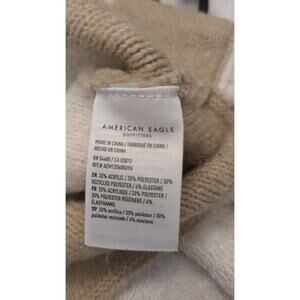 AMERICAN EAGLE
OUTFITTERS
MADE IN CHINA / FABRIQUÉ EN CHINE /
HECHO EN CHINA
RN 54485 / CA 03873
EN 33% ACRYLIC / 33% POLYESTER / 30%
RECYCLED POLYESTER / 4% ELASTANE
FR 33% ACRYLIQUE / 33% POLYESTER /
30% POLYESTER RÉGÉNÉRÉ / 4%
ÉLASTHANNE
SP 33% acrílico / 33% poliéster / 30%
poliéster reciclado / 4% elastano